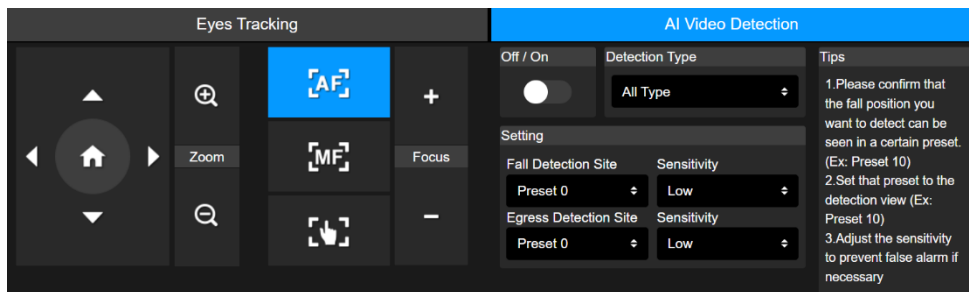 Eyes Tracking
AI Video Detection
AF
MF
Zoom
Focus
Off / On
Detection Type
All Type
Setting
Fall Detection Site
Sensitivity
Preset 0
Low
Egress Detection Site
Sensitivity
Preset 0
Low
Tips
1.Please confirm that
the fall position you
want to detect can be
seen in a certain preset.
(Ex: Preset 10)
2.Set that preset to the
detection view (Ex:
Preset 10)
3.Adjust the sensitivity
to prevent false alarm if
necessary